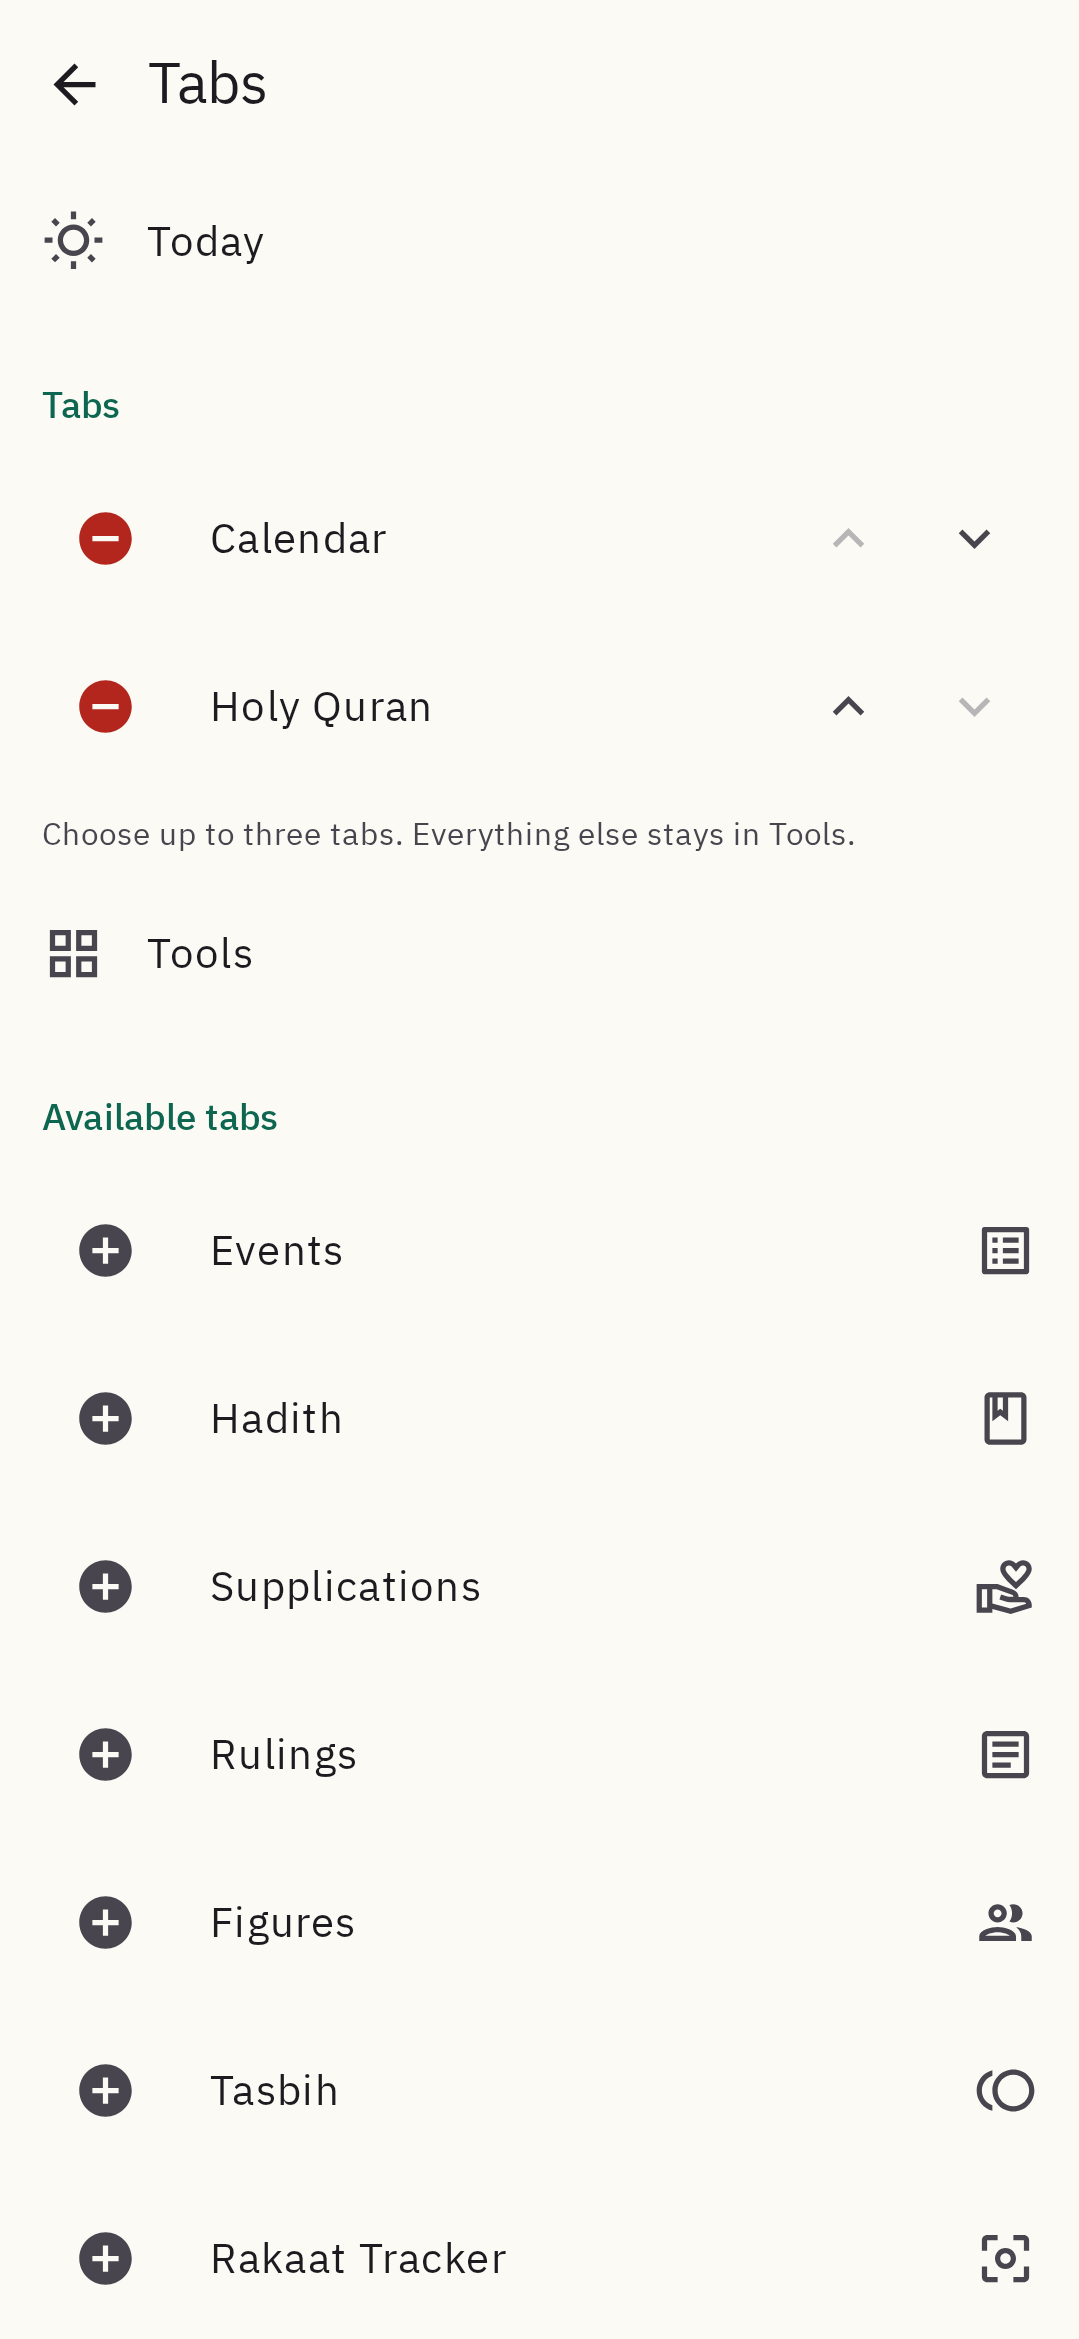 Tabs
Today
Tabs
Calendar
Holy Quran
Choose up to three tabs. Everything else stays in Tools.
Tools
Available tabs
Events
Hadith
Supplications
Rulings
Figures
Tasbih
Rakaat Tracker